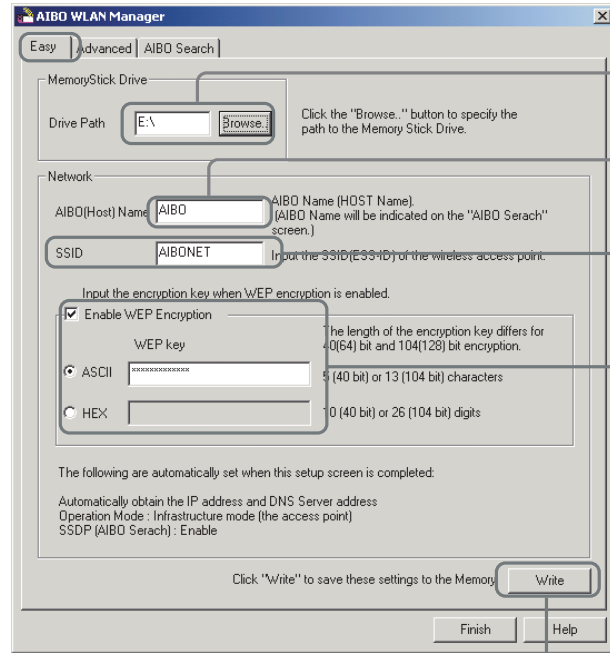 AIBO WLAN Manager
Easy Advanced AIBO Search
MemoryStick Drive
Drive Path E:\ Browse..
Click the "Browse.." button to specify the
path to the Memory Stick Drive.
Network
AIBO(Host) Name AIBO
AIBO Name (HOST Name).
(AIBO Name will be indicated on the "AIBO Serach"
screen.)
SSID AIBONET
Input the SSID(ESS-ID) of the wireless access point.
Input the encryption key when WEP encryption is enabled.
Enable WEP Encryption
The length of the encryption key differs for
40(64) bit and 104(128) bit encryption.
WEP key
ASCII xxxxxxxxxxxxx
5 (40 bit) or 13 (104 bit) characters
HEX
10 (40 bit) or 26 (104 bit) digits
The following are automatically set when this setup screen is completed:
Automatically obtain the IP address and DNS Server address
Operation Mode : Infrastructure mode (the access point)
SSDP (AIBO Serach) : Enable
Click "Write" to save these settings to the Memory
Write
Finish Help